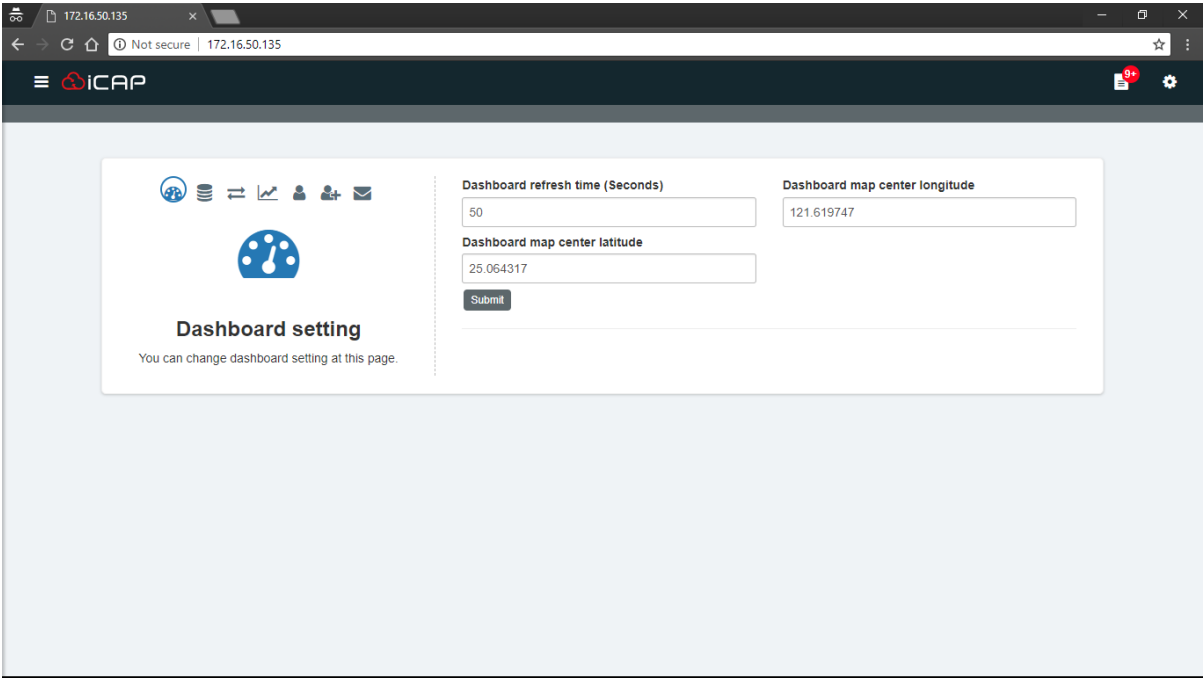 172.16.50.135
Not secure | 172.16.50.135
iCAP
9+
Dashboard setting
You can change dashboard setting at this page.
Dashboard refresh time (Seconds)
50
Dashboard map center longitude
121.619747
Dashboard map center latitude
25.064317
Submit